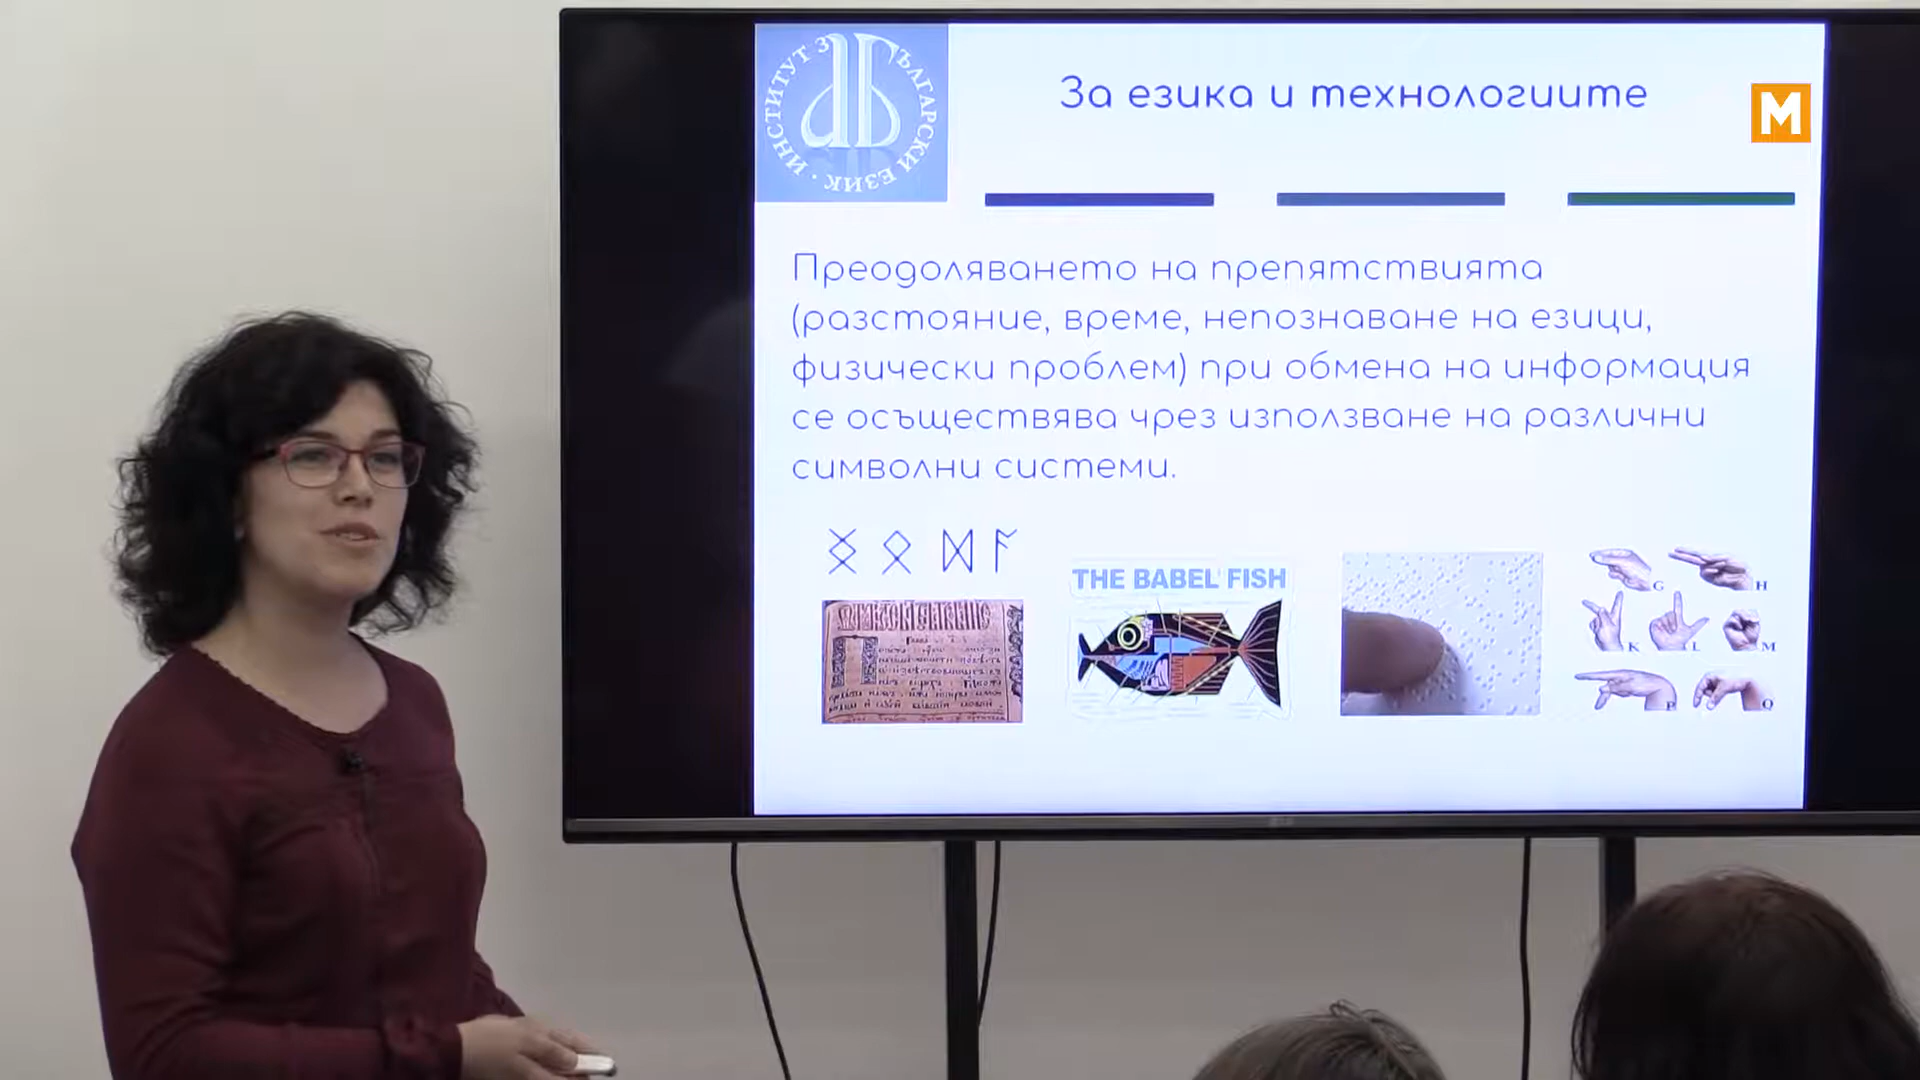 ИНСТИТУТ З БЪЛГАРСКИ ЕЗИК
За езика и технологиите
M
Преодоляването на препятствията
(разстояние, време, непознаване на езици,
физически проблем) при обмена на информация
се осъществява чрез използване на различни
символни системи.
ᛝ ᛟ ᛞ ᚩ
THE BABEL FISH
G H
K L M
P Q